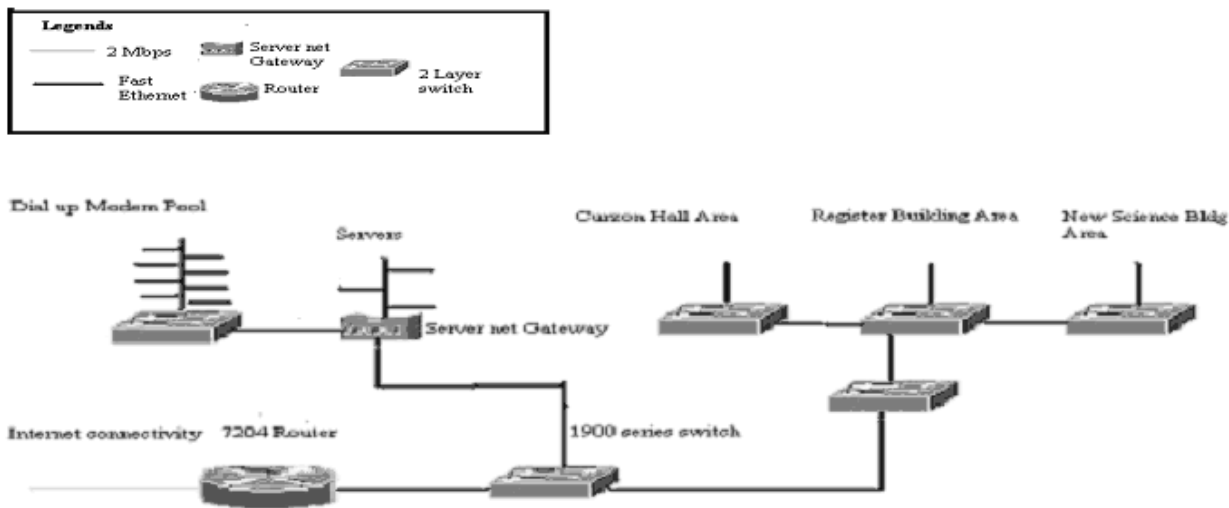 Legends
2 Mbps
Server net
Gateway
Fast
Ethernet
Router
2 Layer
switch
Dial up Modem Pool
Servers
Curzon Hall Area
Register Building Area
New Science Bldg
Area
Server net Gateway
Internet connectivity
7204 Router
1900 series switch